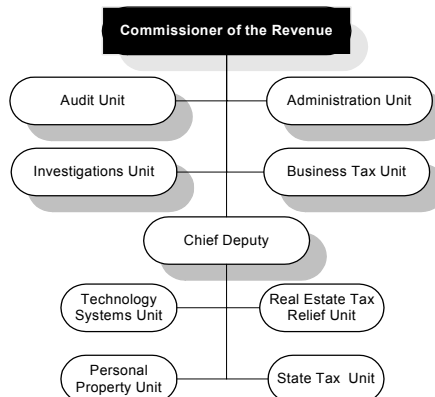 Commissioner of the Revenue
Audit Unit
Administration Unit
Investigations Unit
Business Tax Unit
Chief Deputy
Technology
Systems Unit
Real Estate Tax
Relief Unit
Personal
Property Unit
State Tax Unit